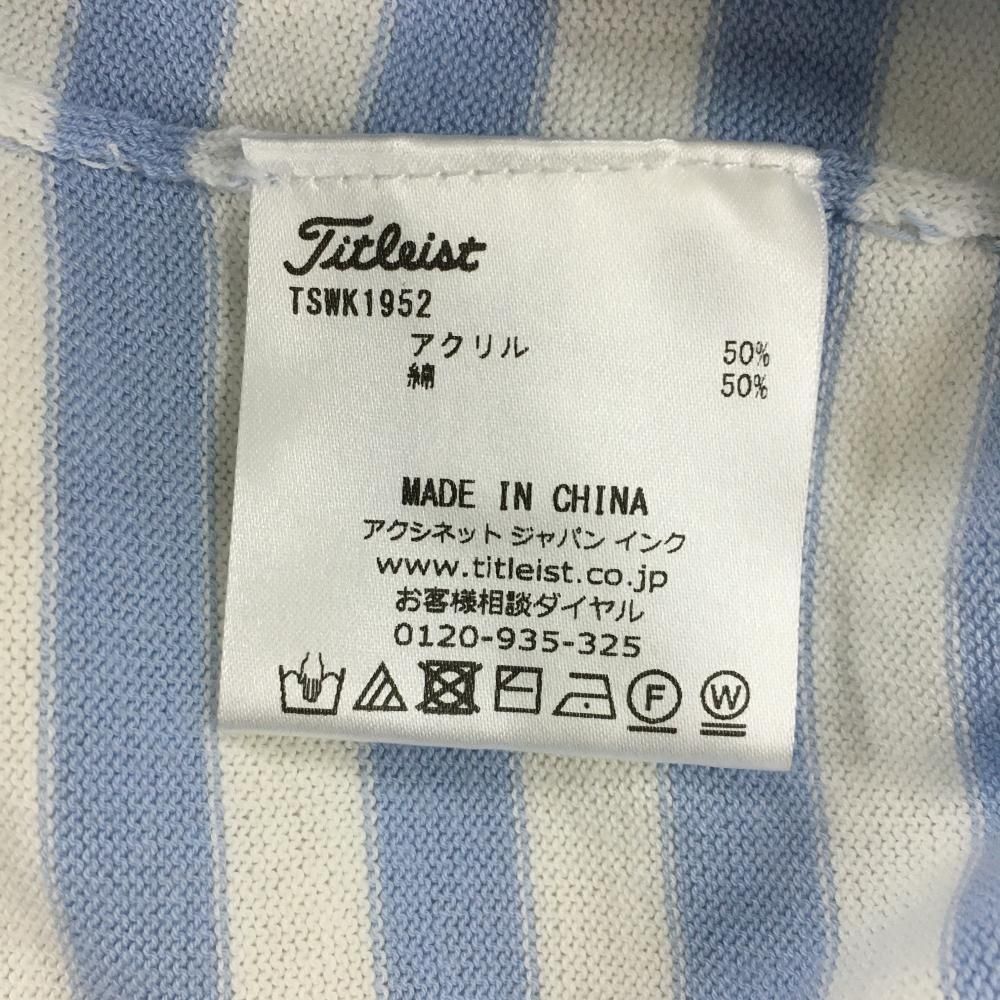 Titleist
TSWK1952
アクリル 50%
綿 50%
MADE IN CHINA
アクシネット ジャパン インク
www.titleist.co.jp
お客様相談ダイヤル
0120-935-325
F W